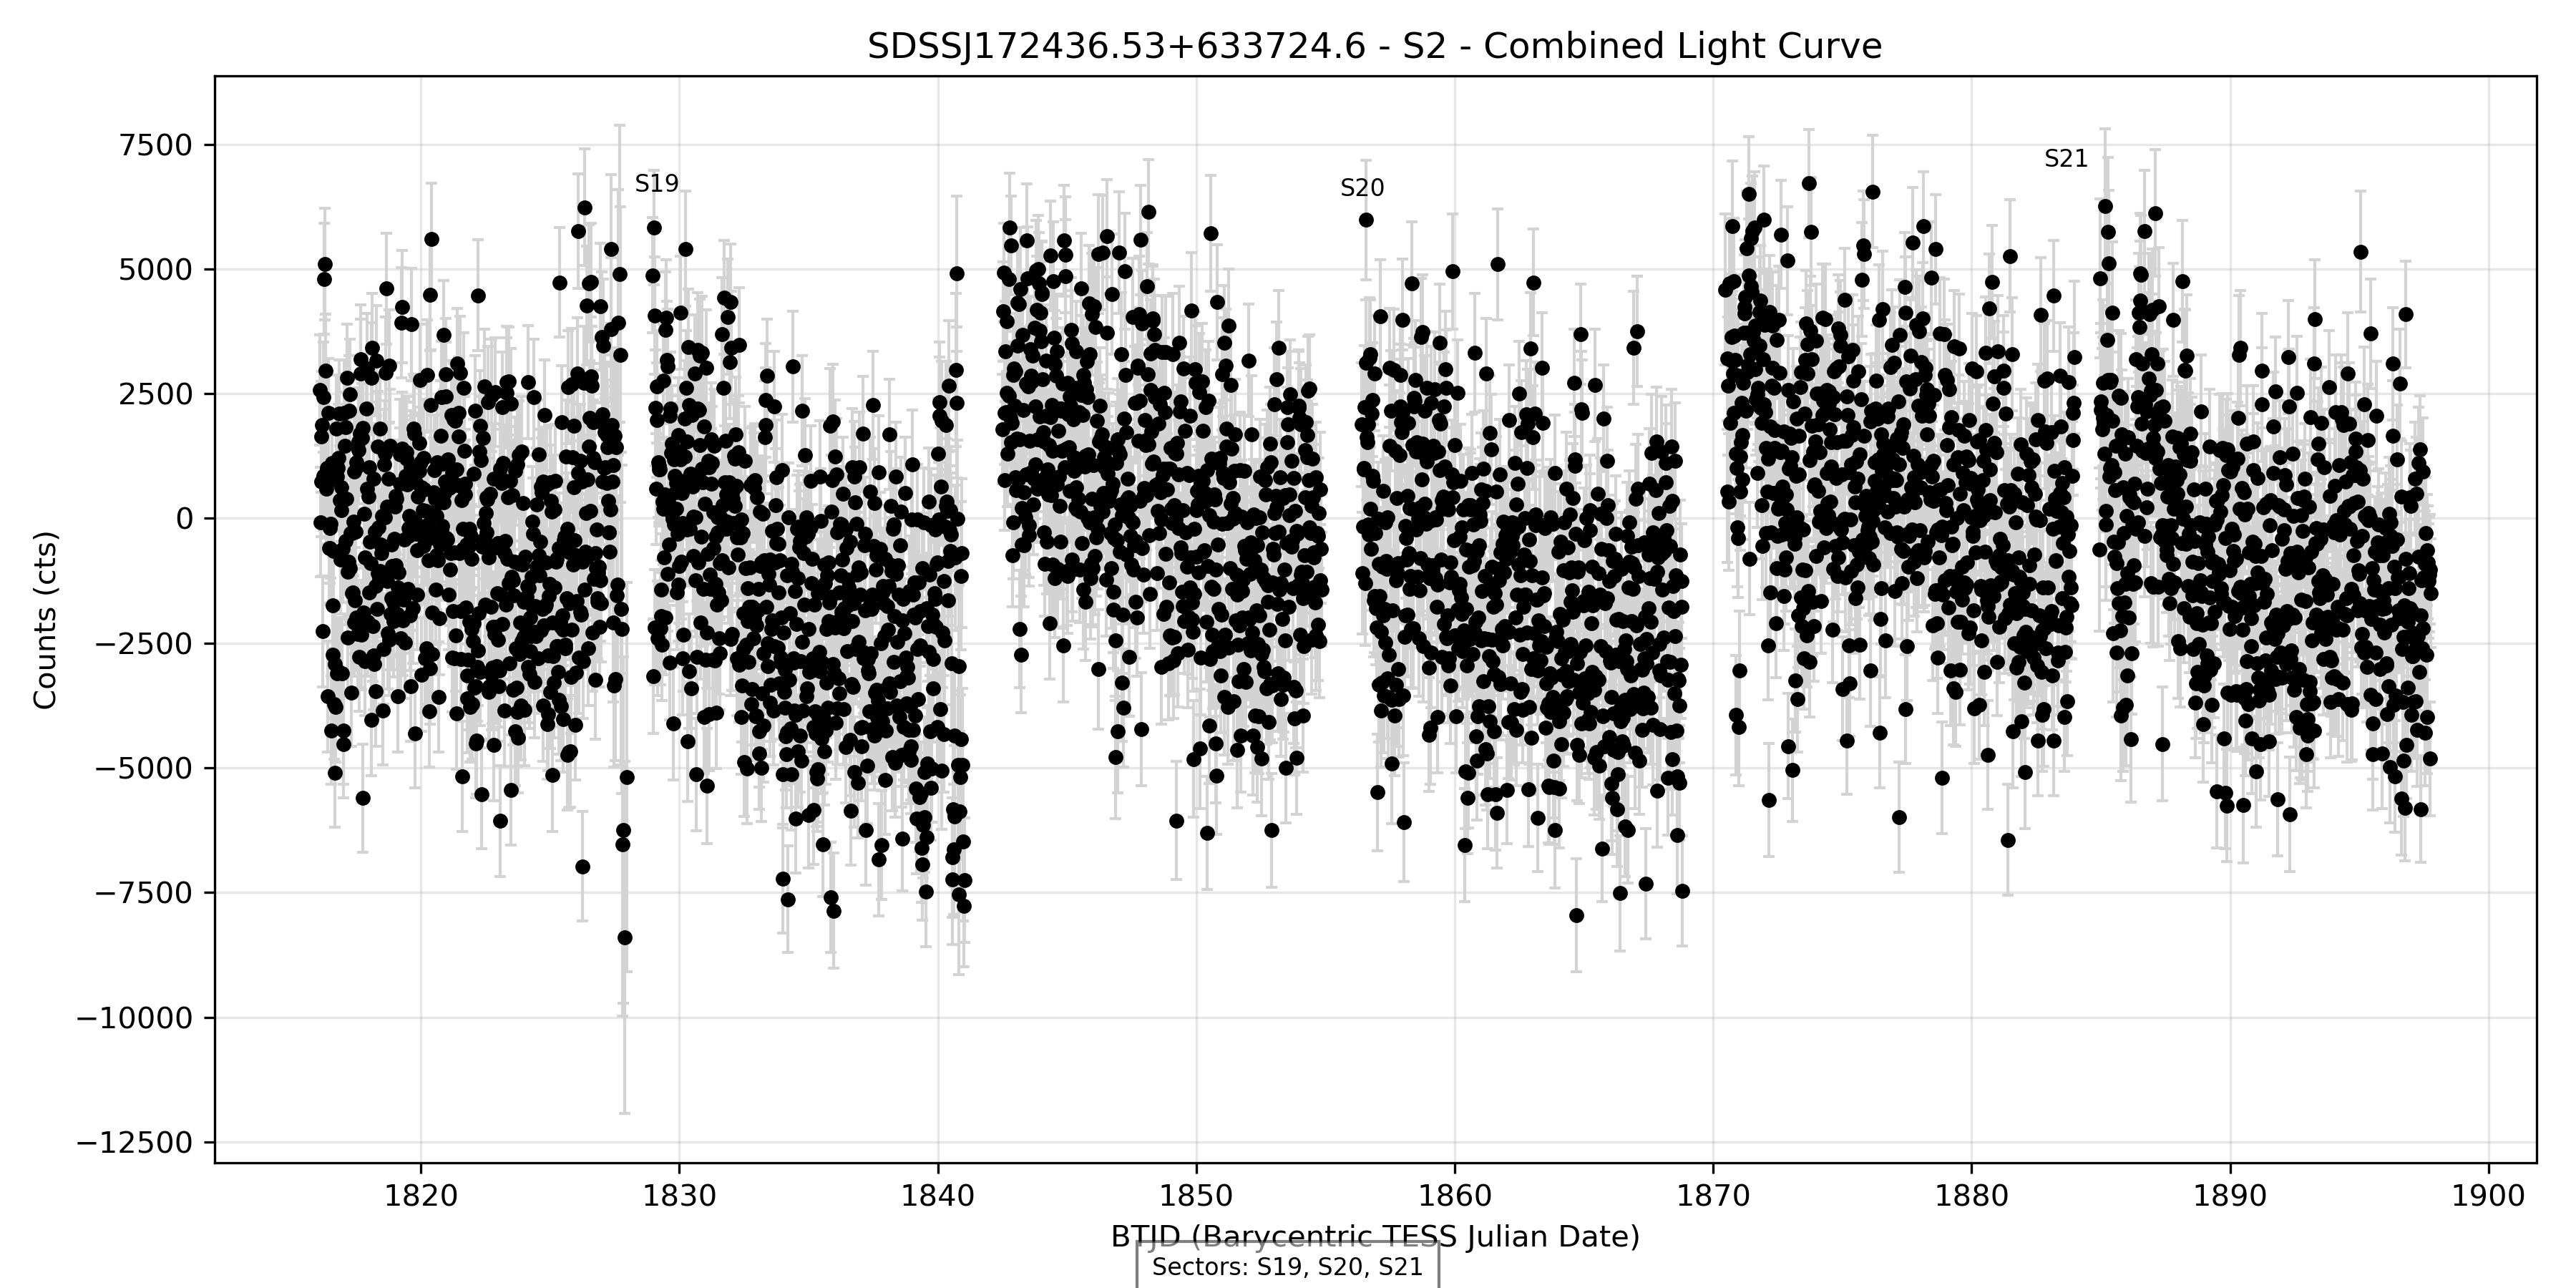 SDSSJ172436.53+633724.6 - S2 - Combined Light Curve
Counts (cts)
7500
5000
2500
0
−2500
−5000
−7500
−10000
−12500
S19
S20
S21
1820 1830 1840 1850 1860 1870 1880 1890 1900
BTJD (Barycentric TESS Julian Date)
Sectors: S19, S20, S21